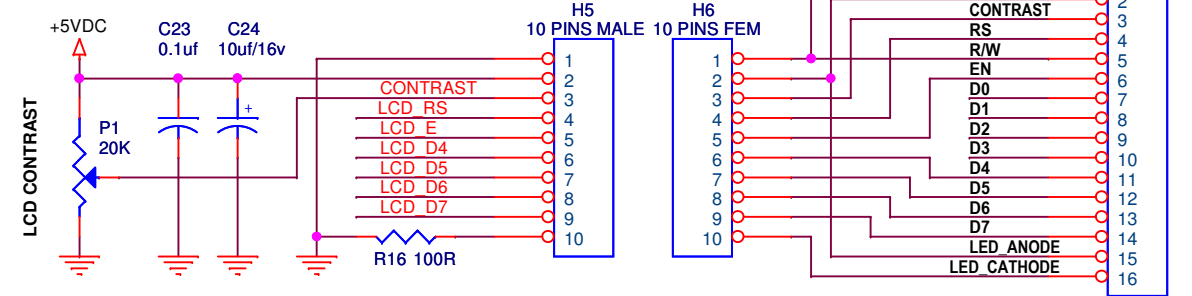 +5VDC
C23
0.1uf
C24
10uf/16v
+
P1
20K
LCD CONTRAST
H5
10 PINS MALE
CONTRAST
LCD_RS
LCD_E
LCD_D4
LCD_D5
LCD_D6
LCD_D7
R16 100R
1
2
3
4
5
6
7
8
9
10
H6
10 PINS FEM
1
2
3
4
5
6
7
8
9
10
CONTRAST
RS
R/W
EN
D0
D1
D2
D3
D4
D5
D6
D7
LED_ANODE
LED_CATHODE
2
3
4
5
6
7
8
9
10
11
12
13
14
15
16